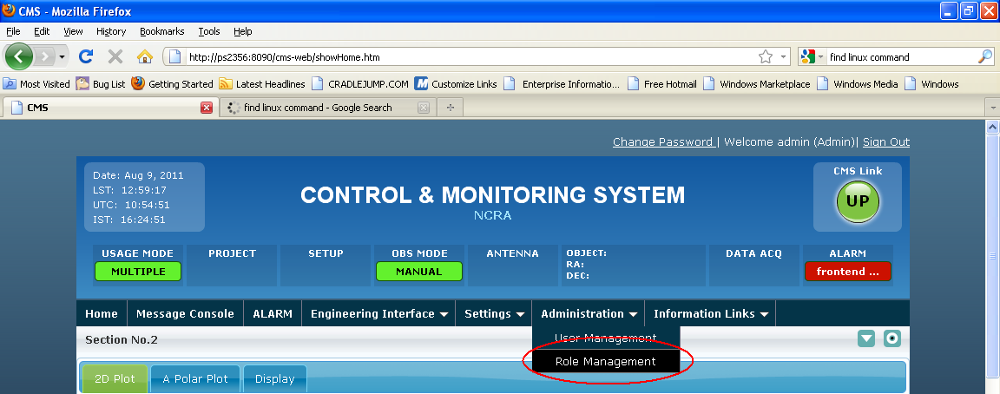 CMS - Mozilla Firefox
File Edit View History Bookmarks Tools Help
http://ps2356:8090/cms-web/showHome.htm find linux command
Most Visited Bug List Getting Started Latest Headlines CRADLEJUMP.COM Customize Links Enterprise Informatio... Free Hotmail Windows Marketplace Windows Media Windows
CMS find linux command - Google Search
Change Password | Welcome admin (Admin)| Sign Out
Date: Aug 9, 2011
LST: 12:59:17
UTC: 10:54:51
IST: 16:24:51
CONTROL & MONITORING SYSTEM
NCRA
CMS Link
UP
USAGE MODE
MULTIPLE
PROJECT
SETUP
OBS MODE
MANUAL
ANTENNA
OBJECT:
RA:
DEC:
DATA ACQ
ALARM
frontend ...
Home Message Console ALARM Engineering Interface Settings Administration Information Links
User Management
Role Management
Section No.2
2D Plot A Polar Plot Display